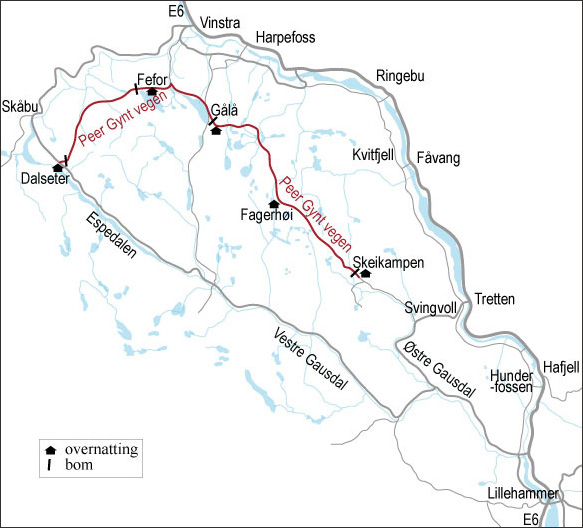 E6
Vinstra
Harpefoss
Fefor
Ringebu
Skåbu
Peer Gynt vegen
Gålå
Kvitfjell
Fåvang
Dalseter
Peer Gynt vegen
Fagerhøi
Espedalen
Skeikampen
Tretten
Svingvoll
Vestre Gausdal
Østre Gausdal
Hafjell
Hunder
-fossen
overnatting
bom
Lillehammer
E6